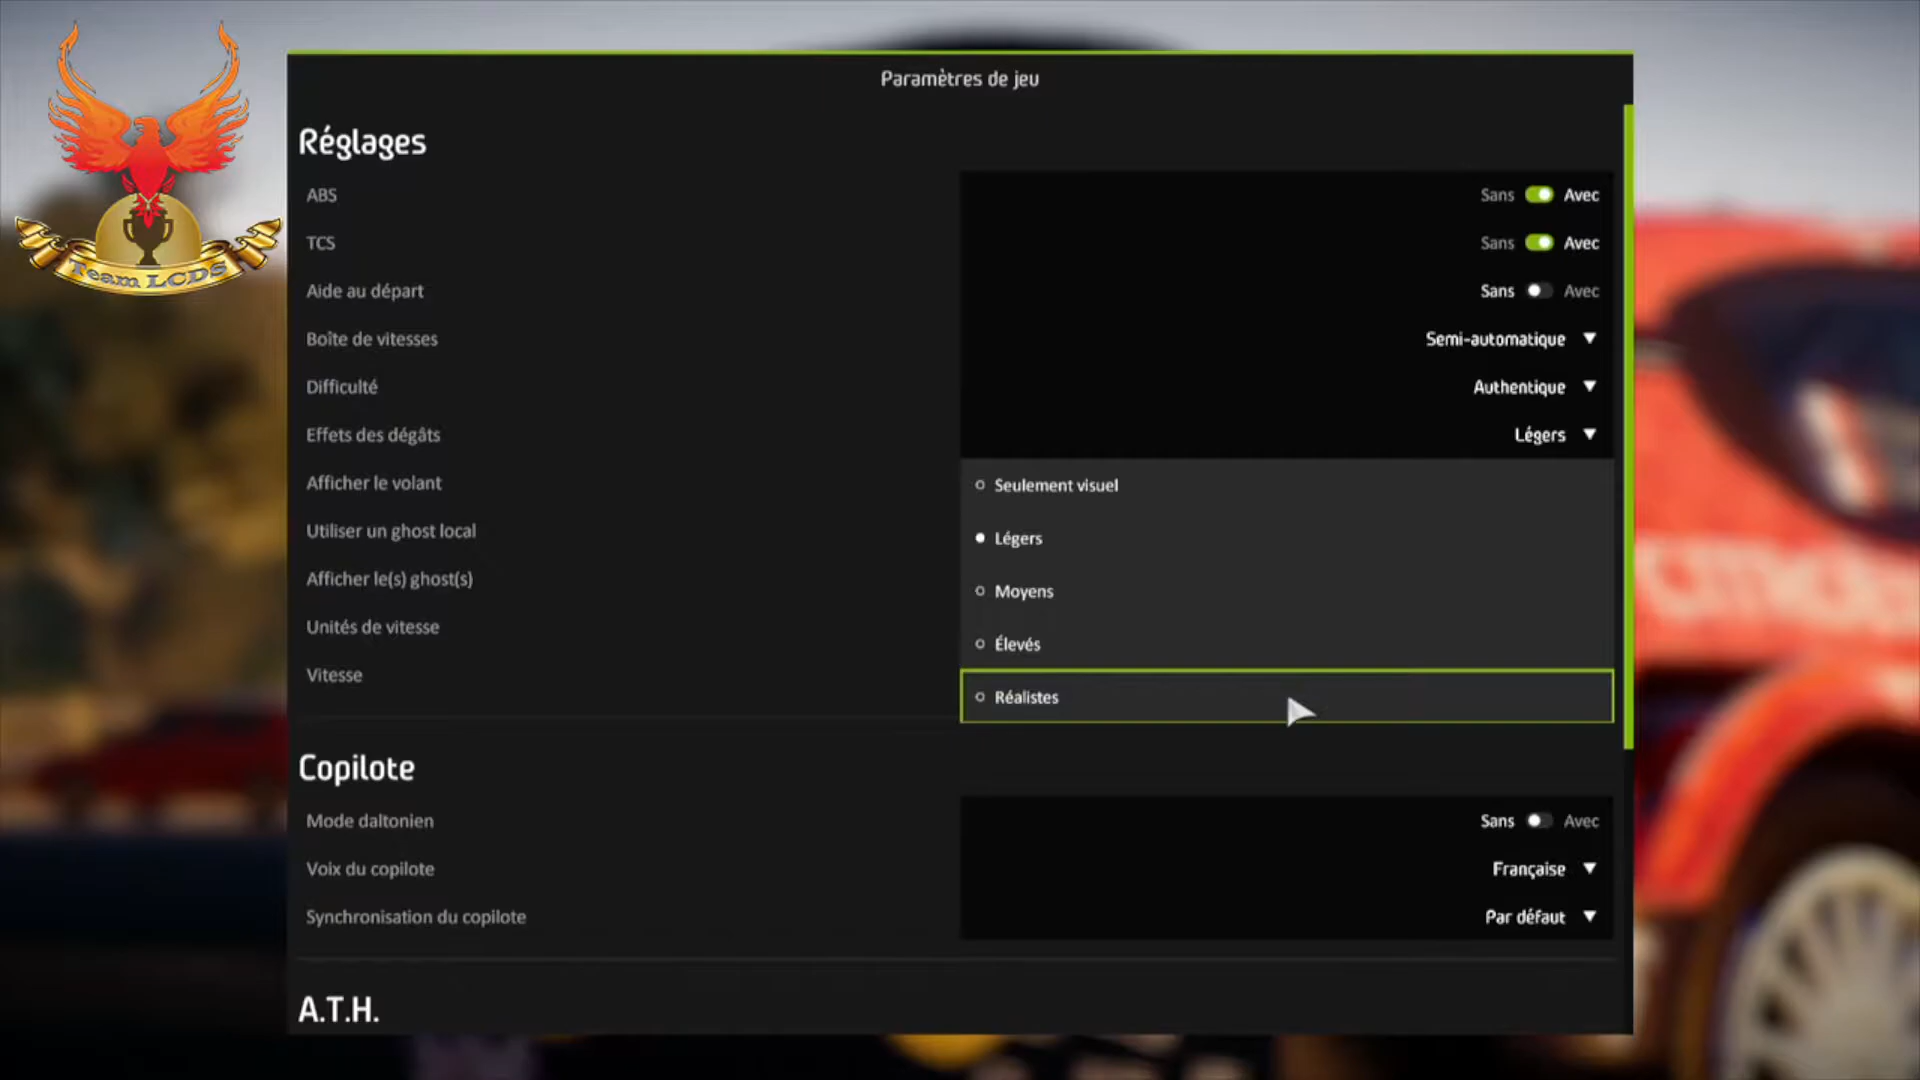 Paramètres de jeu
Réglages
ABS
Sans Avec
TCS
Sans Avec
Aide au départ
Sans Avec
Boîte de vitesses
Semi-automatique
Difficulté
Authentique
Effets des dégâts
Légers
Afficher le volant
Seulement visuel
Utiliser un ghost local
Légers
Afficher le(s) ghost(s)
Moyens
Unités de vitesse
Élevés
Vitesse
Réalistes
Copilote
Mode daltonien
Sans Avec
Voix du copilote
Française
Synchronisation du copilote
Par défaut
A.T.H.
Team LCDS